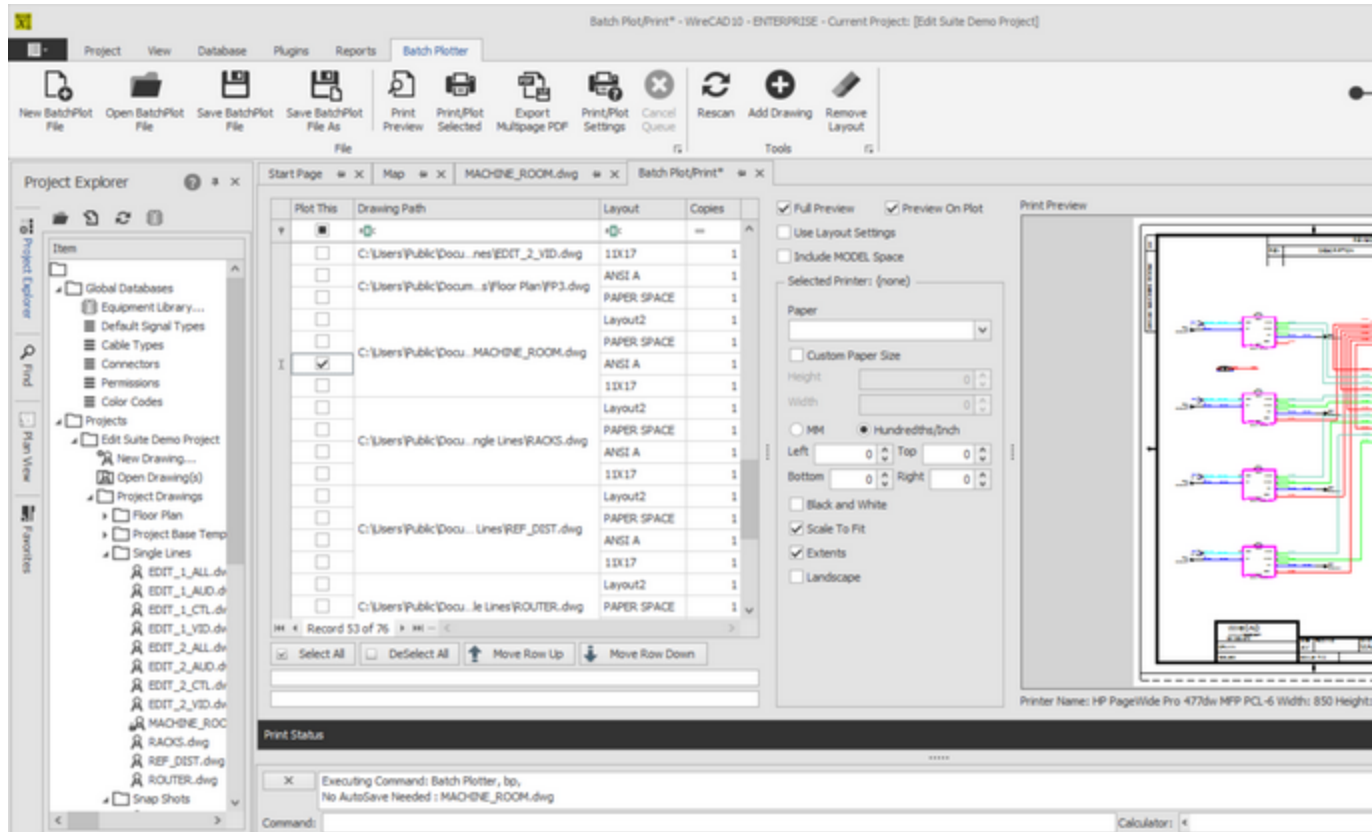 Batch Plot/Print* - WireCAD10 - ENTERPRISE - Current Project: [Edit Suite Demo Project]
Project View Database Plugins Reports Batch Plotter
New BatchPlot File Open BatchPlot File Save BatchPlot File Save BatchPlot File As Print Preview Print/Plot Selected Export Multipage PDF Print/Plot Settings Cancel Queue Rescan Add Drawing Remove Layout
File Tools
Project Explorer
Start Page Map MACHINE_ROOM.dwg Batch Plot/Print*
Project Explorer
Find
Plan View
Favorites
Item
Global Databases
Equipment Library...
Default Signal Types
Cable Types
Connectors
Permissions
Color Codes
Projects
Edit Suite Demo Project
New Drawing...
Open Drawing(s)
Project Drawings
Floor Plan
Project Base Temp
Single Lines
EDIT_1_ALL.dw
EDIT_1_AUD.d
EDIT_1_CTL.dv
EDIT_1_VID.dv
EDIT_2_ALL.dw
EDIT_2_AUD.d
EDIT_2_CTL.dv
EDIT_2_VID.dv
MACHINE_ROO
RACKS.dwg
REF_DIST.dwg
ROUTER.dwg
Snap Shots
Plot This Drawing Path Layout Copies
C:\Users\Public\Docu...nes\EDIT_2_VID.dwg 11X17 1
C:\Users\Public\Docum...s\Floor Plan\FP3.dwg ANSI A 1
PAPER SPACE 1
C:\Users\Public\Docu...MACHINE_ROOM.dwg Layout2 1
PAPER SPACE 1
ANSI A 1
11X17 1
C:\Users\Public\Docu...ngle Lines\RACKS.dwg Layout2 1
PAPER SPACE 1
ANSI A 1
11X17 1
C:\Users\Public\Docu... Lines\REF_DIST.dwg Layout2 1
PAPER SPACE 1
ANSI A 1
11X17 1
C:\Users\Public\Docu...le Lines\ROUTER.dwg Layout2 1
PAPER SPACE 1
Record 53 of 76
Select All DeSelect All Move Row Up Move Row Down
Full Preview Preview On Plot
Use Layout Settings
Include MODEL Space
Selected Printer: (none)
Paper
Custom Paper Size
Height 0
Width 0
MM Hundredths/Inch
Left 0 Top 0
Bottom 0 Right 0
Black and White
Scale To Fit
Extents
Landscape
Print Preview
Printer Name: HP PageWide Pro 477dw MFP PCL-6 Width: 850 Height:
Print Status
Executing Command: Batch Plotter, bp,
No AutoSave Needed : MACHINE_ROOM.dwg
Command: Calculator: